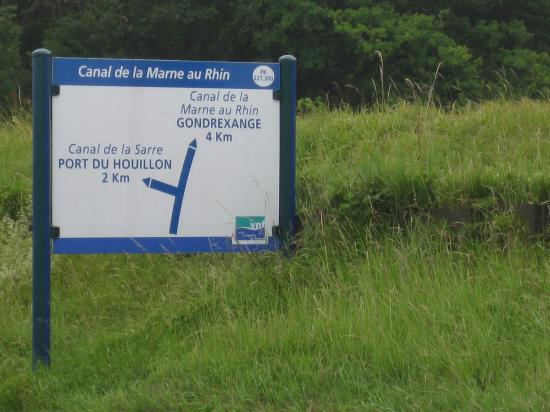 Canal de la Marne au Rhin
PK
227.300
Canal de la
Marne au Rhin
GONDREXANGE
4 Km
Canal de la Sarre
PORT DU HOUILLON
2 Km
vnf